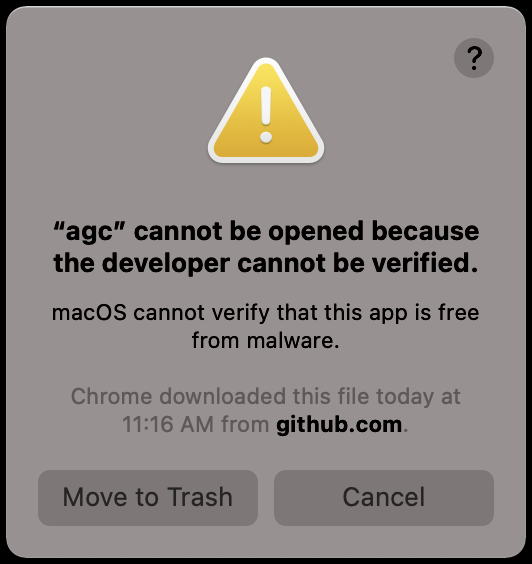 ?
“agc” cannot be opened because
the developer cannot be verified.
macOS cannot verify that this app is free
from malware.
Chrome downloaded this file today at
11:16 AM from github.com.
Move to Trash
Cancel